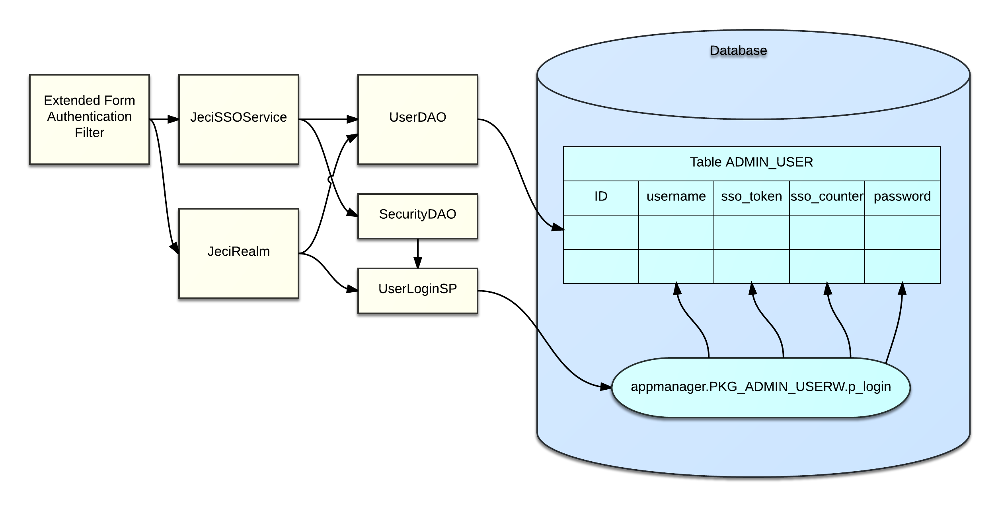 Database
Extended Form
Authentication
Filter
JeciSSOService
UserDAO
Table ADMIN_USER
ID
username
sso_token
sso_counter
password
SecurityDAO
JeciRealm
UserLoginSP
appmanager.PKG_ADMIN_USERW.p_login